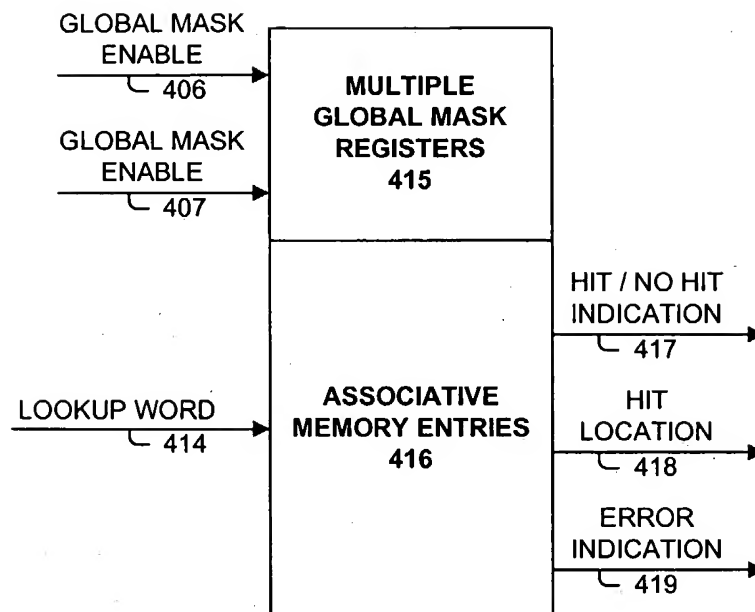 GLOBAL MASK
ENABLE
406
GLOBAL MASK
ENABLE
407
MULTIPLE
GLOBAL MASK
REGISTERS
415
LOOKUP WORD
414
ASSOCIATIVE
MEMORY ENTRIES
416
HIT / NO HIT
INDICATION
417
HIT
LOCATION
418
ERROR
INDICATION
419